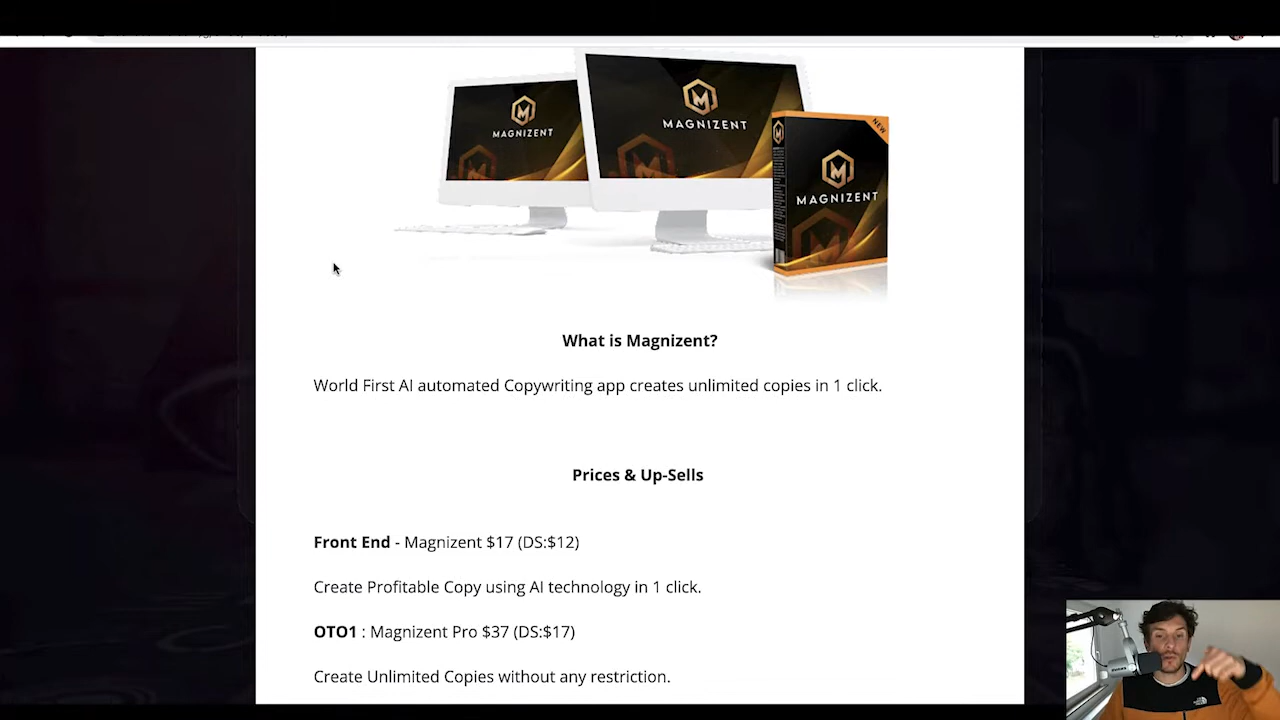 MAGNIZENT
MAGNIZENT
NEW
MAGNIZENT
What is Magnizent?
World First AI automated Copywriting app creates unlimited copies in 1 click.
Prices & Up-Sells
Front End - Magnizent $17 (DS:$12)
Create Profitable Copy using AI technology in 1 click.
OTO1 : Magnizent Pro $37 (DS:$17)
Create Unlimited Copies without any restriction.